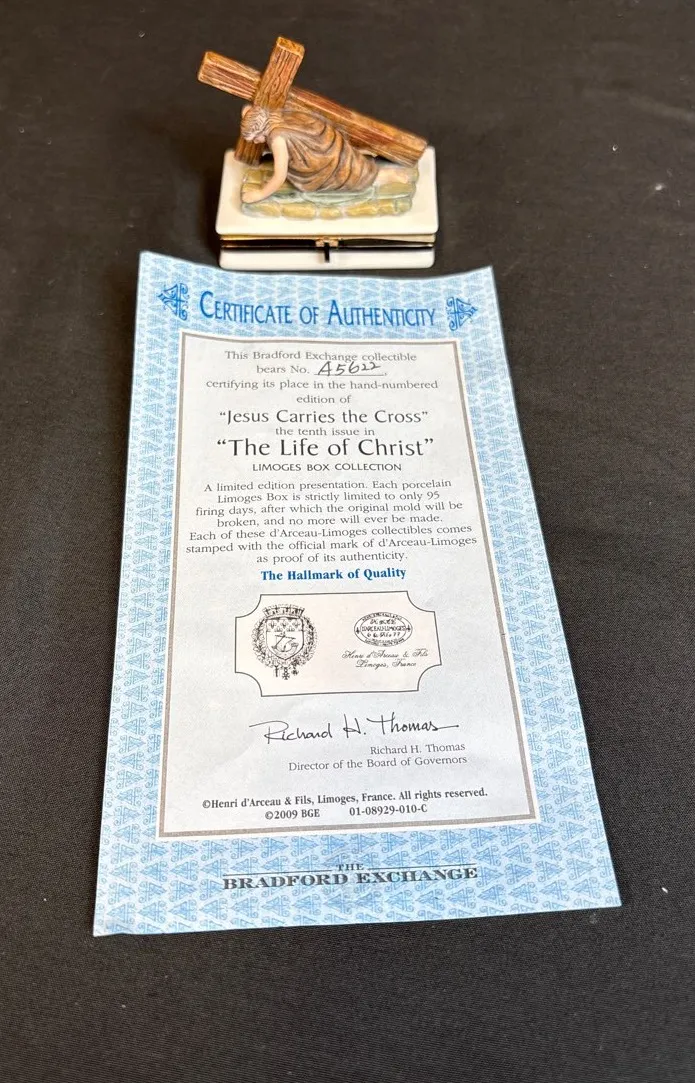 CERTIFICATE OF AUTHENTICITY
This Bradford Exchange collectible
bears No. A5622,
certifying its place in the hand-numbered
edition of
"Jesus Carries the Cross"
the tenth issue in
"The Life of Christ"
LIMOGES BOX COLLECTION
A limited edition presentation. Each porcelain
Limoges Box is strictly limited to only 95
firing days, after which the original mold will be
broken, and no more will ever be made.
Each of these d'Arceau-Limoges collectibles comes
stamped with the official mark of d'Arceau-Limoges
as proof of its authenticity.
The Hallmark of Quality
D'ARCEAU-LIMOGES
Henri d'Arceau & Fils
Limoges, France
Richard H. Thomas
Richard H. Thomas
Director of the Board of Governors
©Henri d'Arceau & Fils, Limoges, France. All rights reserved.
©2009 BGE 01-08929-010-C
THE
BRADFORD EXCHANGE